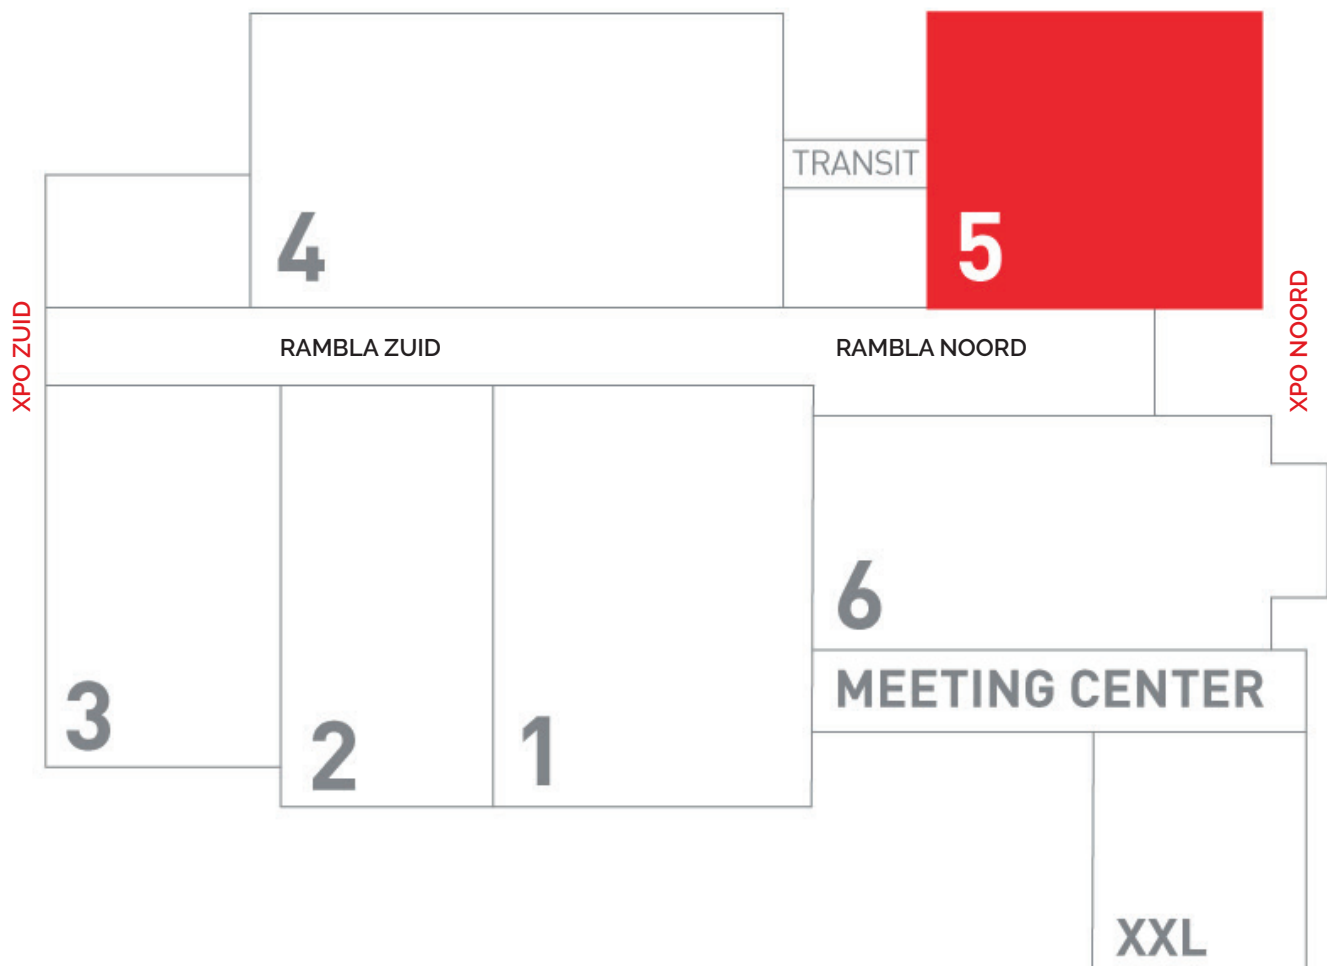 TRANSIT
4
5
XPO ZUID
RAMBLA ZUID
RAMBLA NOORD
XPO NOORD
6
MEETING CENTER
3
2
1
XXL